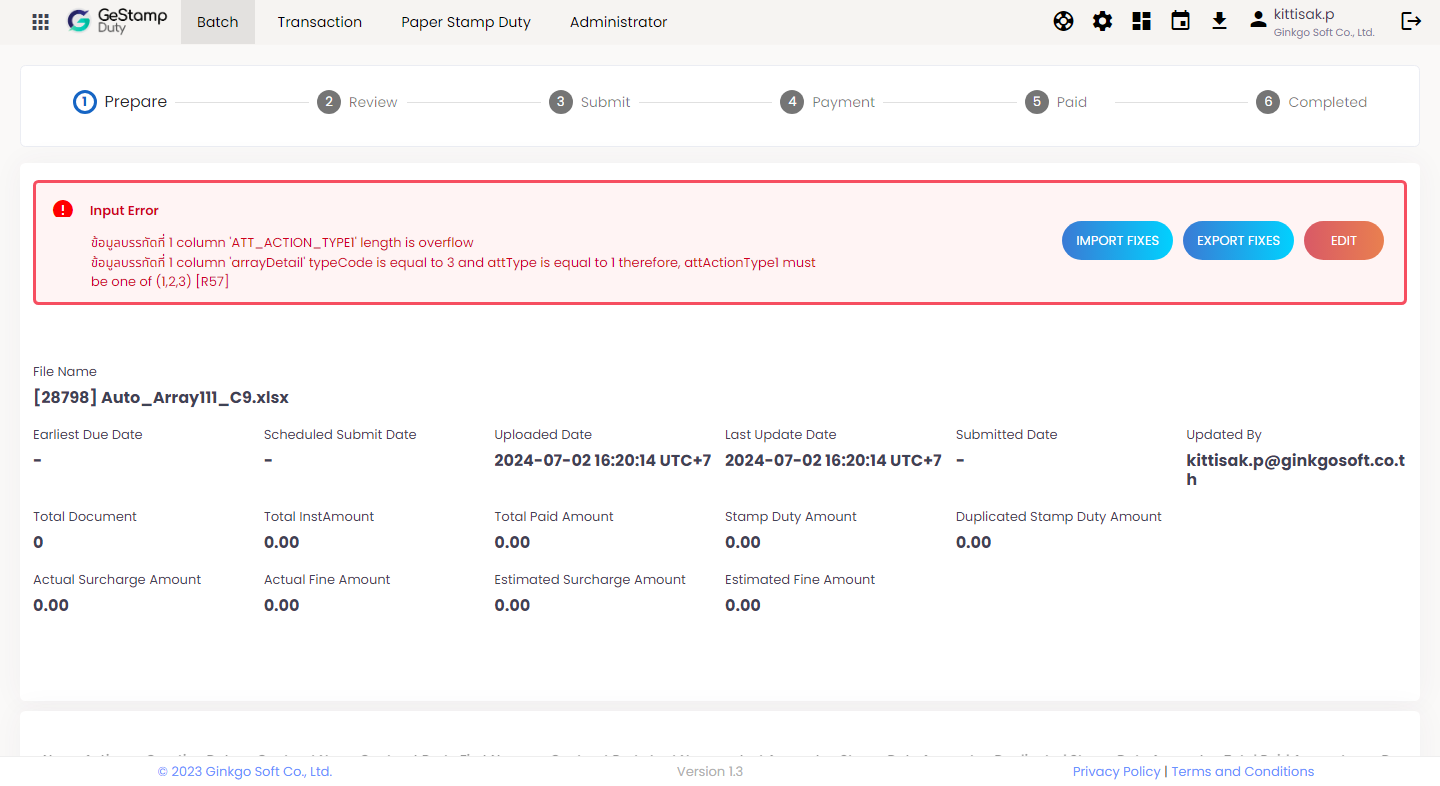 GeStamp
Duty
Batch
Transaction
Paper Stamp Duty
Administrator
kittisak.p
Ginkgo Soft Co., Ltd.
1 Prepare
2 Review
3 Submit
4 Payment
5 Paid
6 Completed
Input Error
ข้อมูลบรรทัดที่ 1 column 'ATT_ACTION_TYPE1' length is overflow
ข้อมูลบรรทัดที่ 1 column 'arrayDetail' typeCode is equal to 3 and attType is equal to 1 therefore, attActionType1 must
be one of (1,2,3) [R57]
IMPORT FIXES
EXPORT FIXES
EDIT
File Name
[28798] Auto_Array111_C9.xlsx
Earliest Due Date
-
Scheduled Submit Date
-
Uploaded Date
2024-07-02 16:20:14 UTC+7
Last Update Date
2024-07-02 16:20:14 UTC+7
Submitted Date
-
Updated By
kittisak.p@ginkgosoft.co.t
h
Total Document
0
Total InstAmount
0.00
Total Paid Amount
0.00
Stamp Duty Amount
0.00
Duplicated Stamp Duty Amount
0.00
Actual Surcharge Amount
0.00
Actual Fine Amount
0.00
Estimated Surcharge Amount
0.00
Estimated Fine Amount
0.00
© 2023 Ginkgo Soft Co., Ltd.
Version 1.3
Privacy Policy | Terms and Conditions